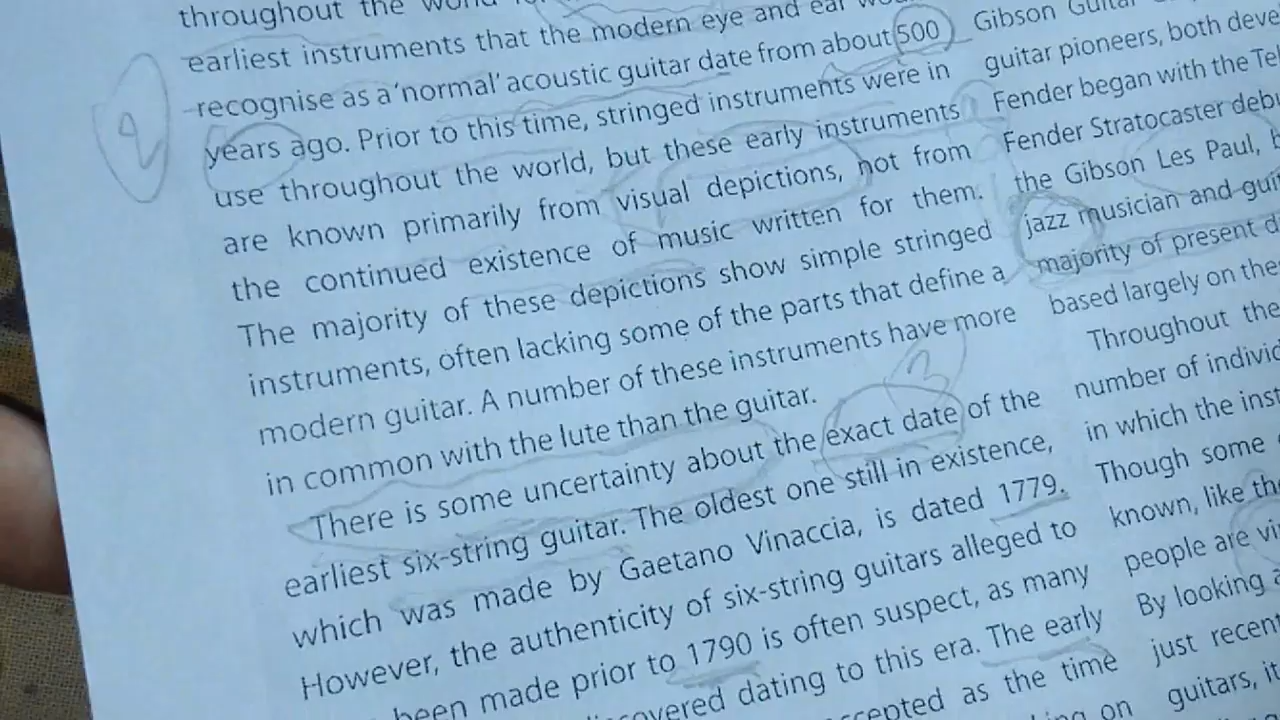 throughout the world
earliest instruments that the modern eye and ear
recognise as a 'normal' acoustic guitar date from about 500
years ago. Prior to this time, stringed instruments were in
use throughout the world, but these early instruments
are known primarily from visual depictions, not from
the continued existence of music written for them.
The majority of these depictions show simple stringed
instruments, often lacking some of the parts that define a
modern guitar. A number of these instruments have more
in common with the lute than the guitar.
There is some uncertainty about the exact date of the
earliest six-string guitar. The oldest one still in existence,
which was made by Gaetano Vinaccia, is dated 1779.
However, the authenticity of six-string guitars alleged to
been made prior to 1790 is often suspect, as many
dating to this era. The early
as the time
on
Gibson Guitar
guitar pioneers, both
Fender began with the
Fender Stratocaster
the Gibson Les Paul,
jazz musician and
majority of present
based largely on
Throughout the
number of
in which the
Though some
known, like
people are
By looking
just
guitars,
2
3